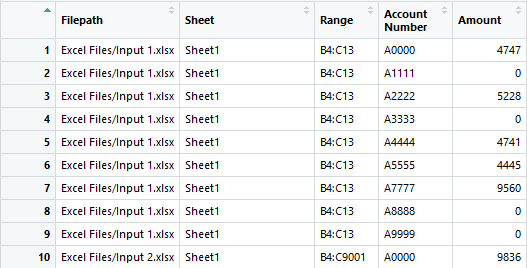 Filepath Sheet Range Account Number Amount
1 Excel Files/Input 1.xlsx Sheet1 B4:C13 A0000 4747
2 Excel Files/Input 1.xlsx Sheet1 B4:C13 A1111 0
3 Excel Files/Input 1.xlsx Sheet1 B4:C13 A2222 5228
4 Excel Files/Input 1.xlsx Sheet1 B4:C13 A3333 0
5 Excel Files/Input 1.xlsx Sheet1 B4:C13 A4444 4741
6 Excel Files/Input 1.xlsx Sheet1 B4:C13 A5555 4445
7 Excel Files/Input 1.xlsx Sheet1 B4:C13 A7777 9560
8 Excel Files/Input 1.xlsx Sheet1 B4:C13 A8888 0
9 Excel Files/Input 1.xlsx Sheet1 B4:C13 A9999 0
10 Excel Files/Input 2.xlsx Sheet1 B4:C9001 A0000 9836